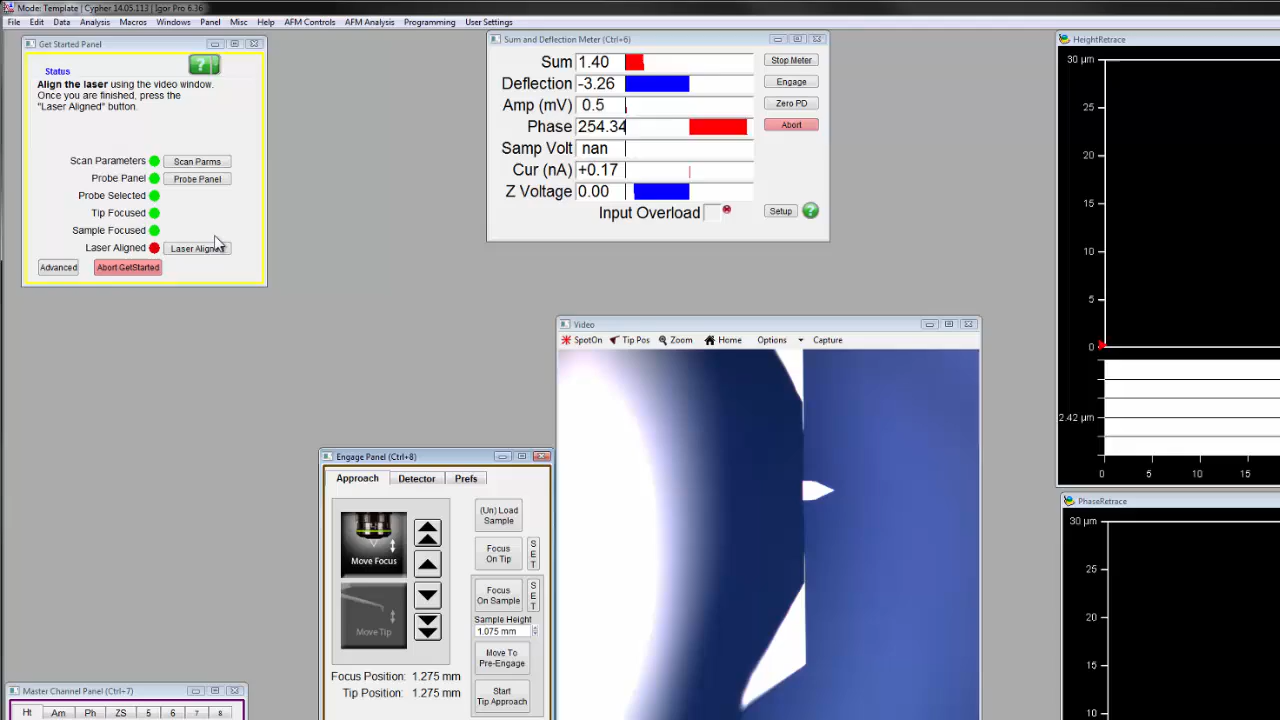 Mode: Template | Cypher 14.05.113 | Igor Pro 6.36
File Edit Data Analysis Macros Windows Panel Misc Help AFM Controls AFM Analysis Programming User Settings
Get Started Panel
?
Status
Align the laser using the video window.
Once you are finished, press the
"Laser Aligned" button.
Scan Parameters Scan Parms
Probe Panel Probe Panel
Probe Selected
Tip Focused
Sample Focused
Laser Aligned Laser Aligned
Advanced Abort GetStarted
Sum and Deflection Meter (Ctrl+6)
Sum 1.40 Stop Meter
Deflection -3.26 Engage
Amp (mV) 0.5 Zero PD
Phase 254.34 Abort
Samp Volt nan
Cur (nA) +0.17
Z Voltage 0.00
Input Overload Setup ?
Video
SpotOn Tip Pos Zoom Home Options Capture
Engage Panel (Ctrl+8)
Approach Detector Prefs
Move Focus
Move Tip
(Un) Load
Sample
Focus
On Tip
SET
Focus
On Sample
SET
Sample Height
1.075 mm
Move To
Pre-Engage
Start
Tip Approach
Focus Position: 1.275 mm
Tip Position: 1.275 mm
Master Channel Panel (Ctrl+7)
Ht Am Ph ZS 5 6 7 8
HeightRetrace
30 µm
25
20
15
10
5
0
2.42 µm
0 5 10 15
PhaseRetrace
30 µm
25
20
15
10